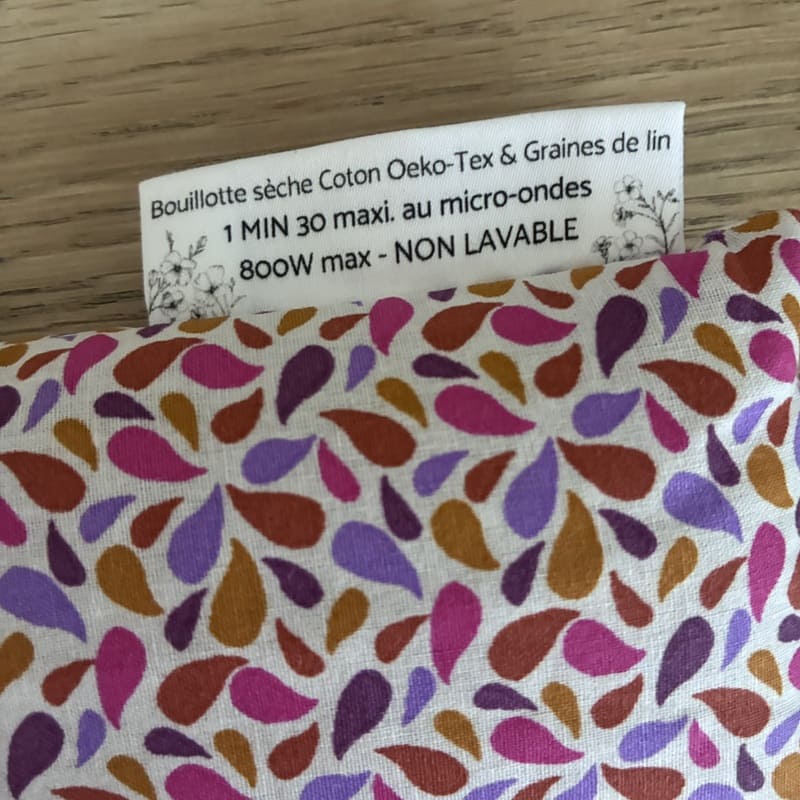 Bouillotte sèche Coton Oeko-Tex & Graines de lin
1 MIN 30 maxi. au micro-ondes
800W max - NON LAVABLE